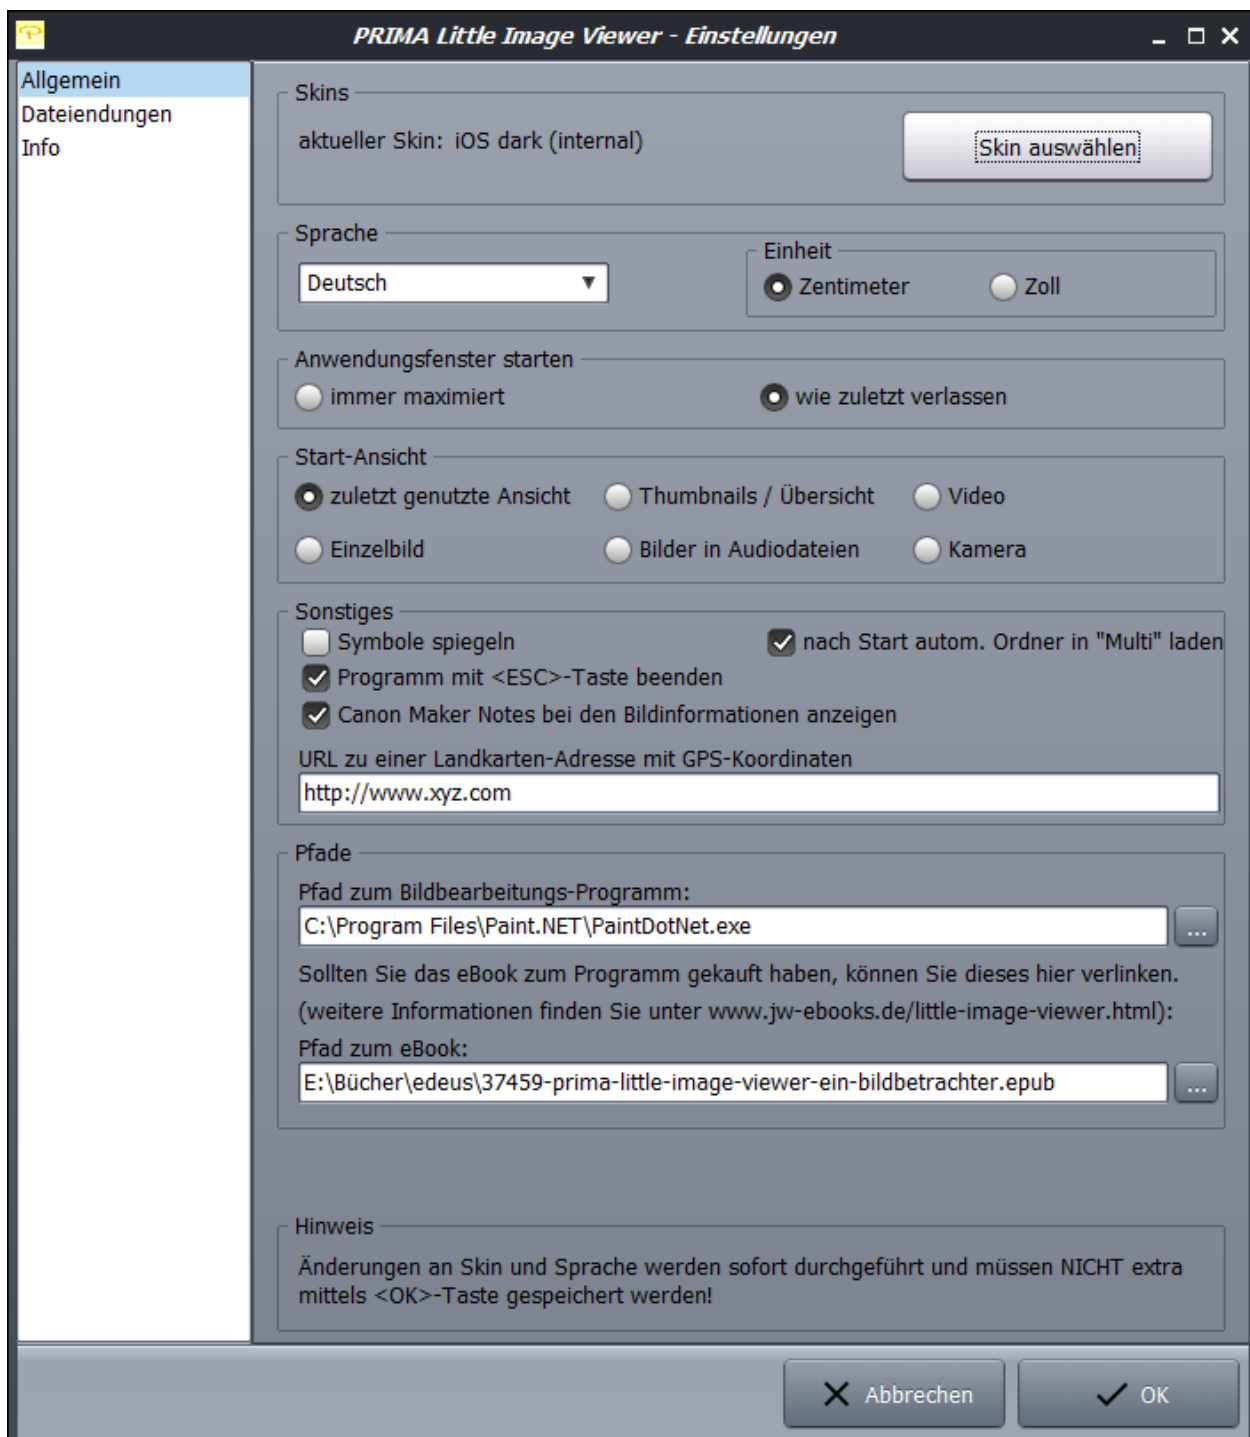 PRIMA Little Image Viewer - Einstellungen
Allgemein
Dateiendungen
Info
Skins
aktueller Skin: iOS dark (internal)
Skin auswählen
Sprache
Deutsch
Einheit
Zentimeter
Zoll
Anwendungsfenster starten
immer maximiert
wie zuletzt verlassen
Start-Ansicht
zuletzt genutzte Ansicht
Thumbnails / Übersicht
Video
Einzelbild
Bilder in Audiodateien
Kamera
Sonstiges
Symbole spiegeln
nach Start autom. Ordner in "Multi" laden
Programm mit <ESC>-Taste beenden
Canon Maker Notes bei den Bildinformationen anzeigen
URL zu einer Landkarten-Adresse mit GPS-Koordinaten
http://www.xyz.com
Pfade
Pfad zum Bildbearbeitungs-Programm:
C:\Program Files\Paint.NET\PaintDotNet.exe
...
Sollten Sie das eBook zum Programm gekauft haben, können Sie dieses hier verlinken.
(weitere Informationen finden Sie unter www.jw-ebooks.de/little-image-viewer.html):
Pfad zum eBook:
E:\Bücher\edeus\37459-prima-little-image-viewer-ein-bildbetrachter.epub
...
Hinweis
Änderungen an Skin und Sprache werden sofort durchgeführt und müssen NICHT extra
mittels <OK>-Taste gespeichert werden!
Abbrechen
OK